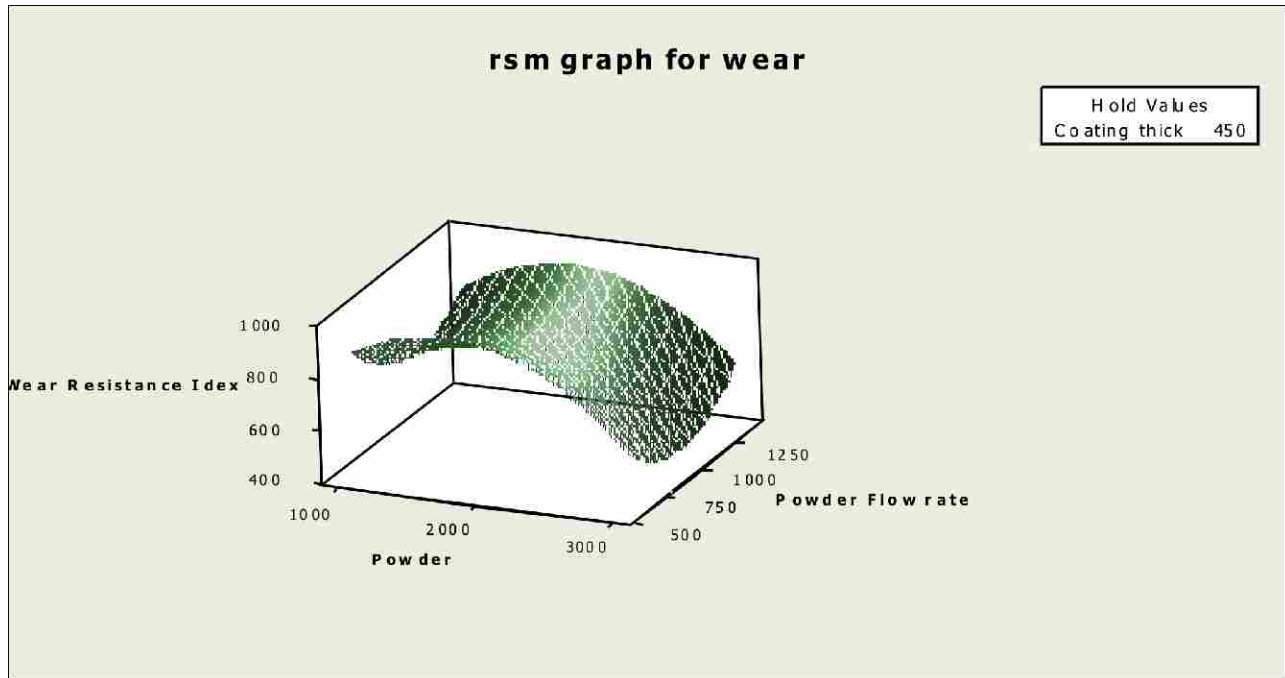 rsm graph for wear
Hold Values
Coating thick 450
1000
800
600
400
Wear Resistance Idex
1000
2000
3000
Powder
500
750
1000
1250
Powder Flow rate